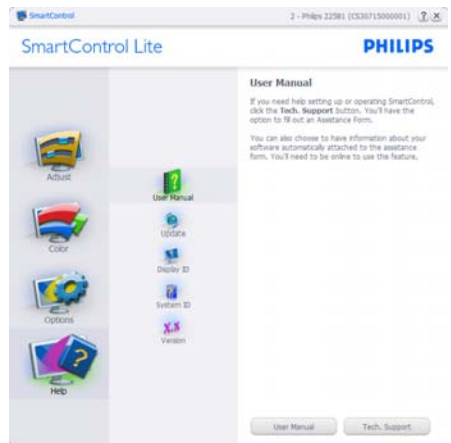 SmartControl
2 - Philips 225B1 (CS30715000001)
? X
SmartControl Lite
PHILIPS
Adjust
Color
Options
Help
User Manual
Update
Display ID
System ID
X.X
Version
User Manual
If you need help setting up or operating SmartControl,
click the Tech. Support button. You'll have the
option to fill out an Assistance Form.
You can also choose to have information about your
software automatically attached to the assistance
form. You'll need to be online to use the feature.
User Manual
Tech. Support